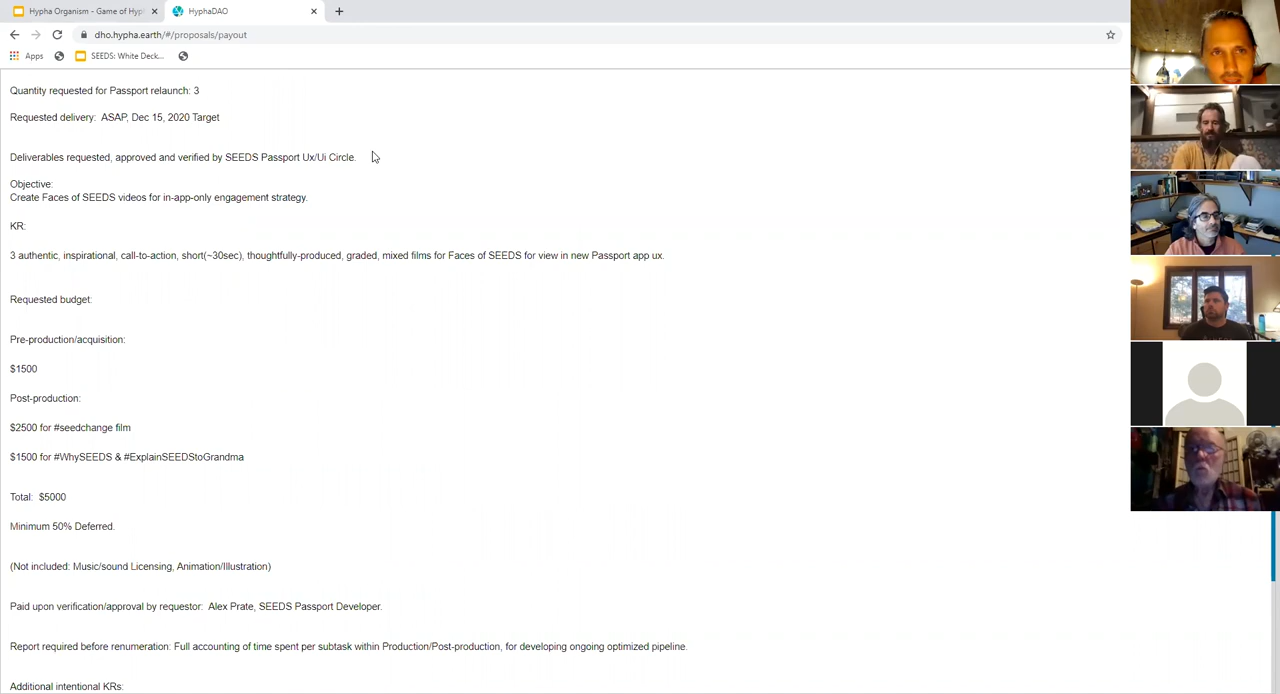 Hypha Organism - Game of Hyp
HyphaDAO
dho.hypha.earth/#/proposals/payout
Apps
SEEDS: White Deck...
Quantity requested for Passport relaunch: 3
Requested delivery: ASAP, Dec 15, 2020 Target
Deliverables requested, approved and verified by SEEDS Passport Ux/Ui Circle.
Objective:
Create Faces of SEEDS videos for in-app-only engagement strategy.
KR:
3 authentic, inspirational, call-to-action, short(~30sec), thoughtfully-produced, graded, mixed films for Faces of SEEDS for view in new Passport app ux.
Requested budget:
Pre-production/acquisition:
$1500
Post-production:
$2500 for #seedchange film
$1500 for #WhySEEDS & #ExplainSEEDStoGrandma
Total: $5000
Minimum 50% Deferred.
(Not included: Music/sound Licensing, Animation/Illustration)
Paid upon verification/approval by requestor: Alex Prate, SEEDS Passport Developer.
Report required before renumeration: Full accounting of time spent per subtask within Production/Post-production, for developing ongoing optimized pipeline.
Additional intentional KRs: